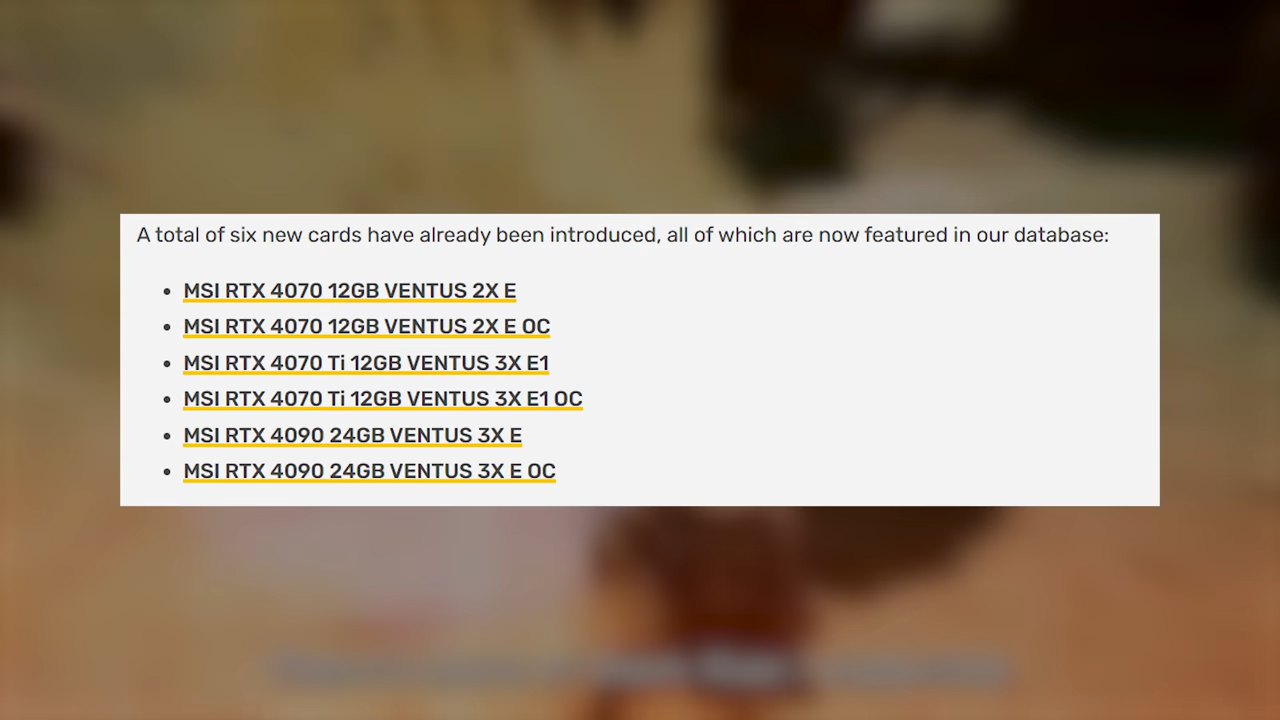 A total of six new cards have already been introduced, all of which are now featured in our database:
• MSI RTX 4070 12GB VENTUS 2X E
• MSI RTX 4070 12GB VENTUS 2X E OC
• MSI RTX 4070 Ti 12GB VENTUS 3X E1
• MSI RTX 4070 Ti 12GB VENTUS 3X E1 OC
• MSI RTX 4090 24GB VENTUS 3X E
• MSI RTX 4090 24GB VENTUS 3X E OC